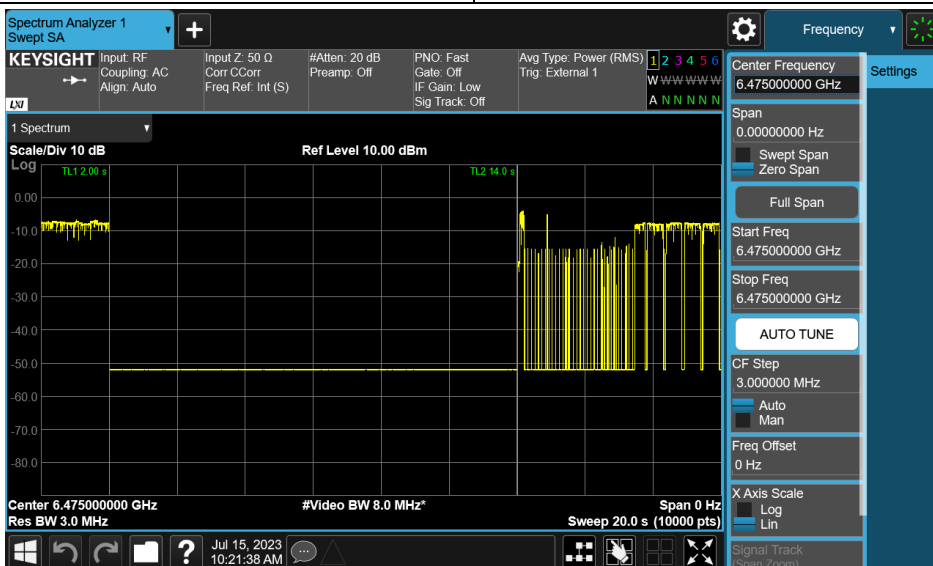 Spectrum Analyzer 1
Swept SA
+
Frequency
KEYSIGHT
LXI
Input: RF
Coupling: AC
Align: Auto
Input Z: 50 Ω
Corr CCorr
Freq Ref: Int (S)
#Atten: 20 dB
Preamp: Off
PNO: Fast
Gate: Off
IF Gain: Low
Sig Track: Off
Avg Type: Power (RMS)
Trig: External 1
1 2 3 4 5 6
W W W W W W
A N N N N N
Center Frequency
6.475000000 GHz
Settings
Span
0.00000000 Hz
Swept Span
Zero Span
Full Span
Start Freq
6.475000000 GHz
Stop Freq
6.475000000 GHz
AUTO TUNE
CF Step
3.000000 MHz
Auto
Man
Freq Offset
0 Hz
X Axis Scale
Log
Lin
Signal Track
(Span Zoom)
1 Spectrum
Scale/Div 10 dB
Ref Level 10.00 dBm
Log
TL1 2.00 s
TL2 14.0 s
0.00
-10.0
-20.0
-30.0
-40.0
-50.0
-60.0
-70.0
-80.0
Center 6.475000000 GHz
#Video BW 8.0 MHz*
Span 0 Hz
Res BW 3.0 MHz
Sweep 20.0 s (10000 pts)
?
Jul 15, 2023
10:21:38 AM